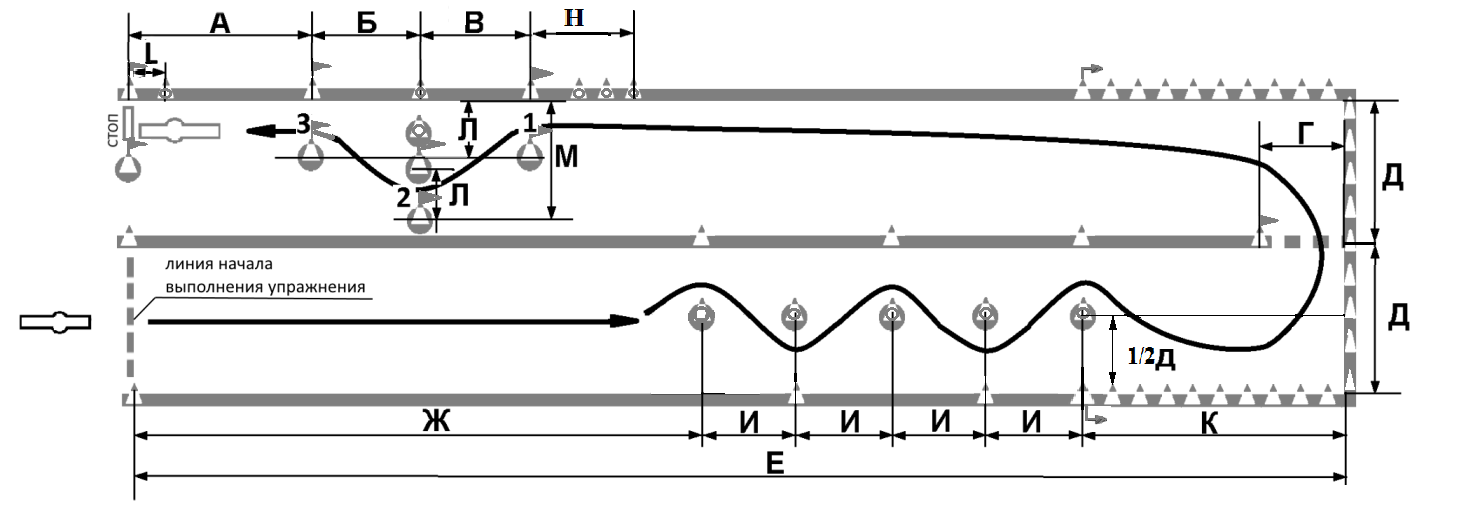 А Б В Н
L
стоп
3 1 Л М Г Д
2 Л
линия начала
выполнения упражнения
1/2Д Д
Ж И И И И К
Е